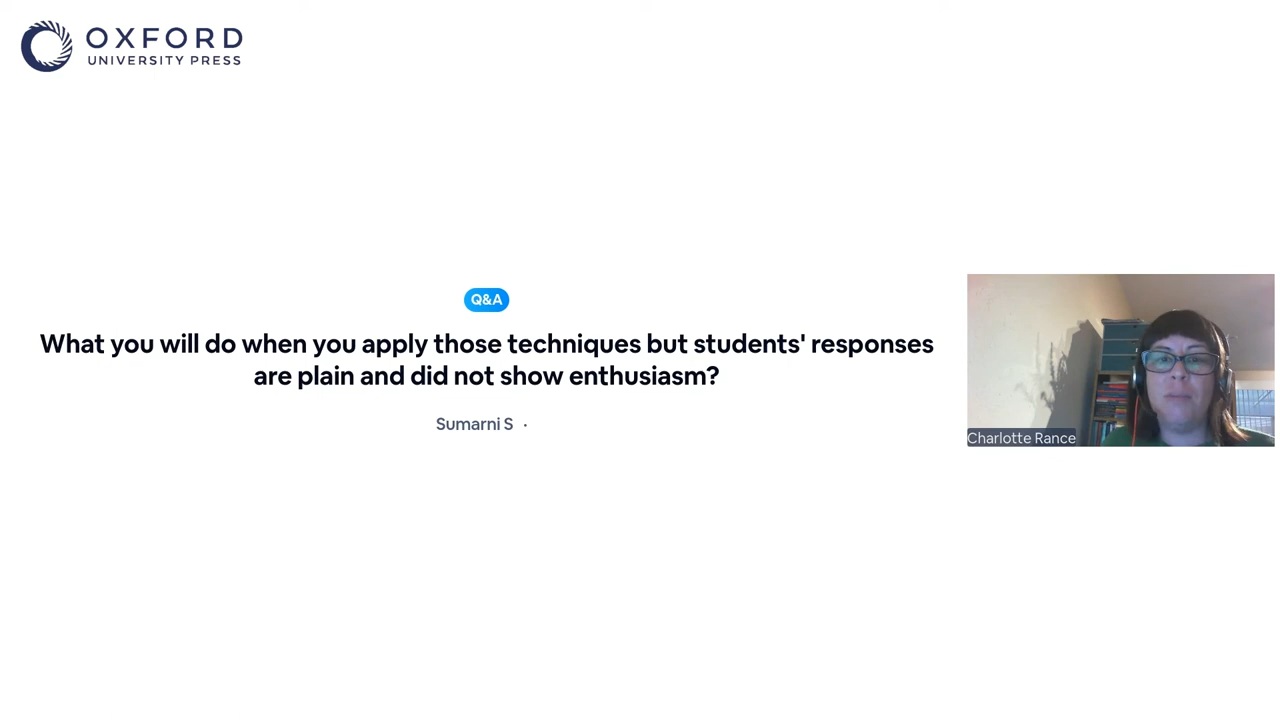 OXFORD
UNIVERSITY PRESS
Q&A
What you will do when you apply those techniques but students' responses
are plain and did not show enthusiasm?
Sumarni S ·
Charlotte Rance